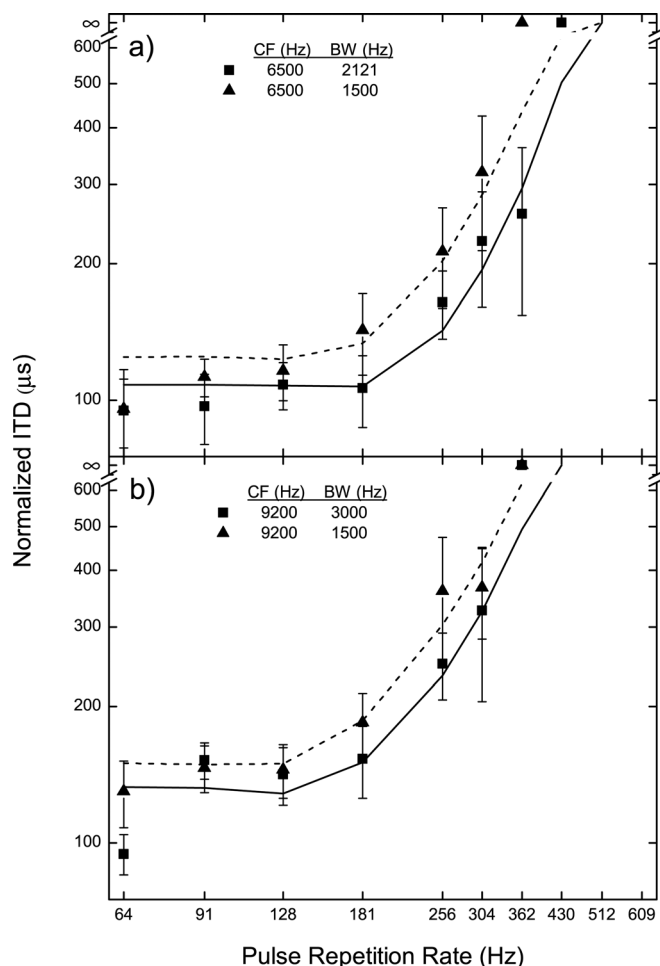 ∞
600
a)
CF (Hz) BW (Hz)
6500 2121
6500 1500
500
400
300
200
100
Normalized ITD (μs)
∞
600
b)
CF (Hz) BW (Hz)
9200 3000
9200 1500
500
400
300
200
100
64 91 128 181 256 304 362 430 512 609
Pulse Repetition Rate (Hz)